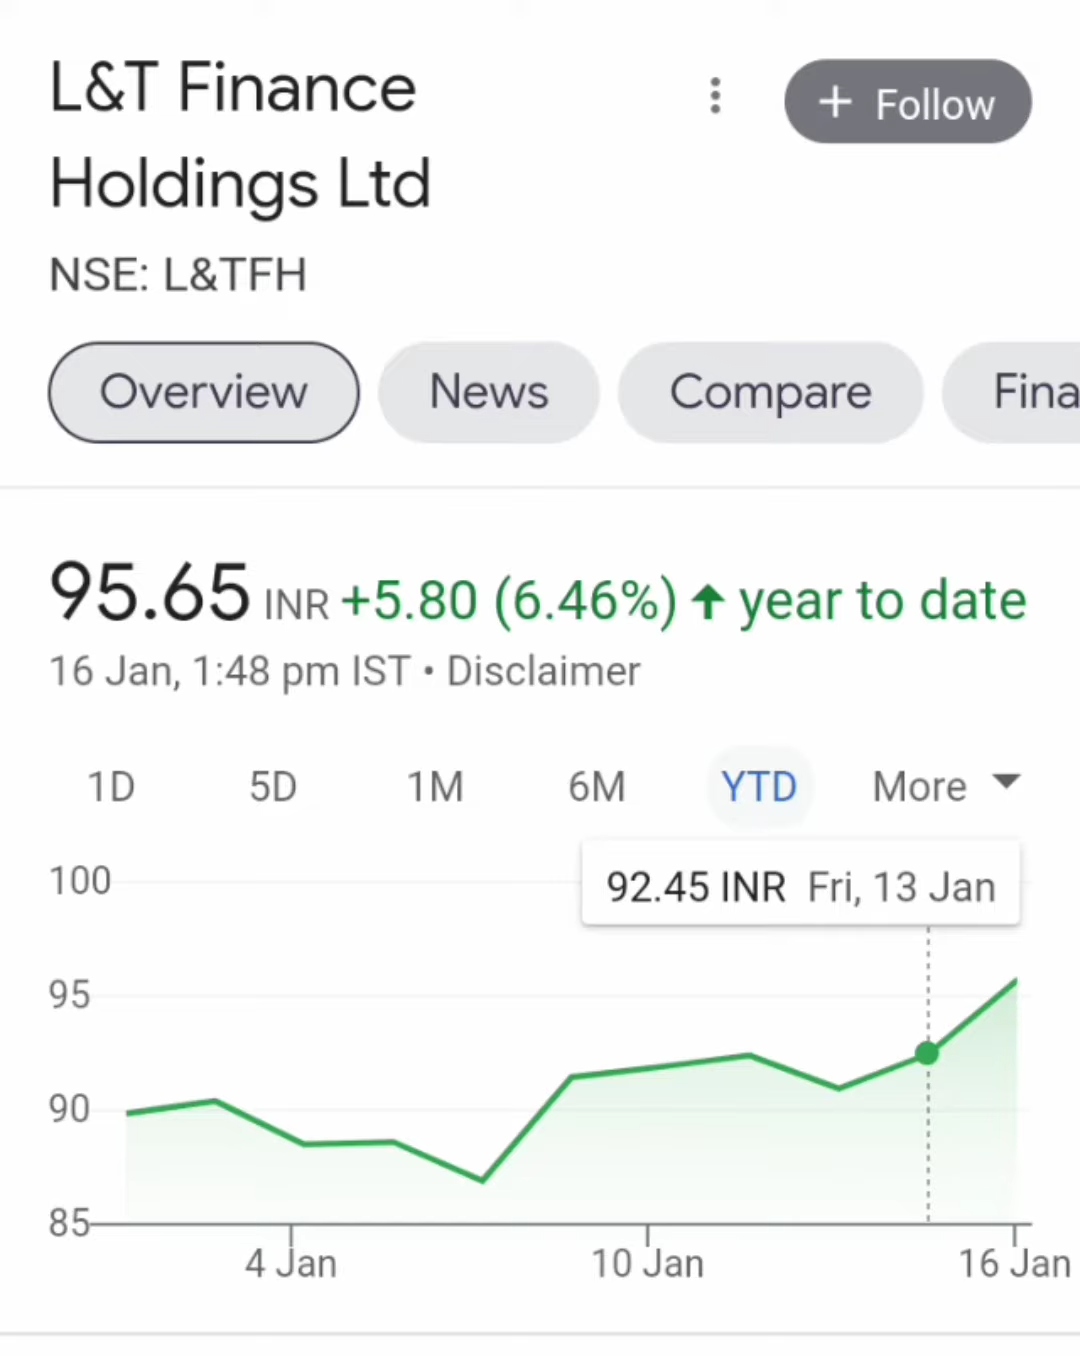 L&T Finance
Holdings Ltd
+ Follow
NSE: L&TFH
Overview News Compare Fina
95.65 INR +5.80 (6.46%) ↑ year to date
16 Jan, 1:48 pm IST • Disclaimer
1D 5D 1M 6M YTD More
92.45 INR Fri, 13 Jan
100
95
90
85
4 Jan 10 Jan 16 Jan